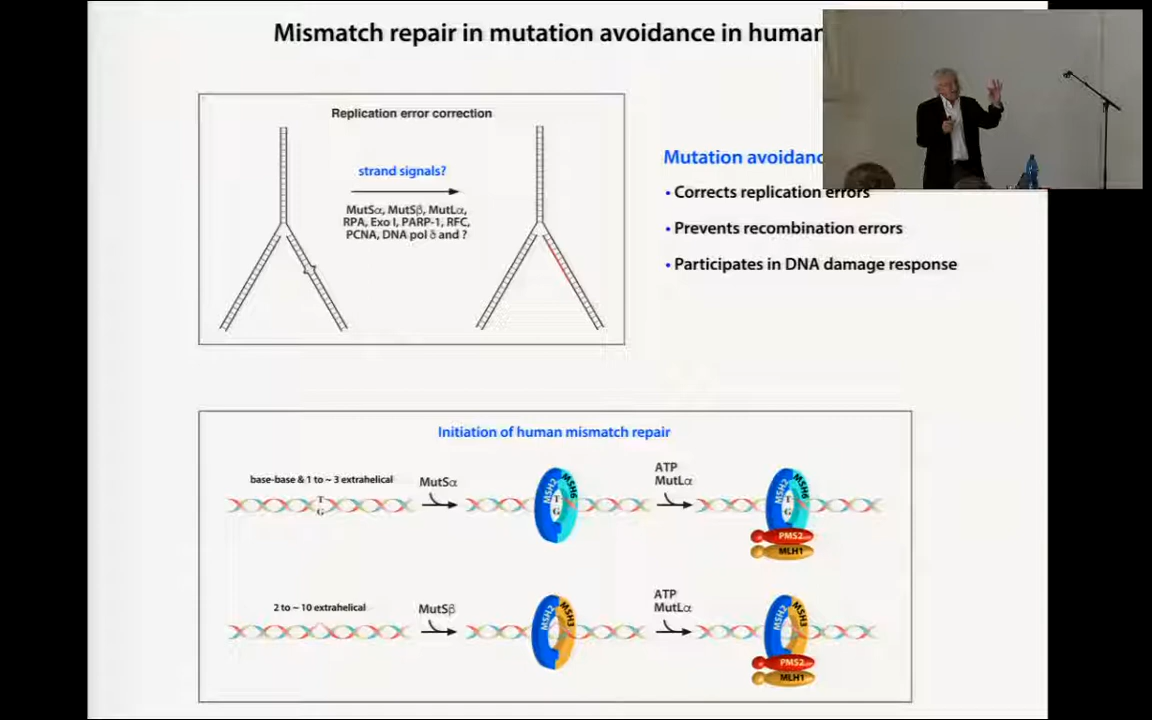 Mismatch repair in mutation avoidance in human
Replication error correction
strand signals?
MutSα, MutSβ, MutLα,
RPA, Exo I, PARP-1, RFC,
PCNA, DNA pol δ and ?
Mutation avoidanc
• Corrects replication errors
• Prevents recombination errors
• Participates in DNA damage response
Initiation of human mismatch repair
base-base & 1 to ~ 3 extrahelical
T
G
MutSα
MSH2
MSH6
T
G
ATP
MutLα
MSH2
MSH6
T
G
PMS2
MLH1
2 to ~ 10 extrahelical
MutSβ
MSH2
MSH3
ATP
MutLα
MSH2
MSH3
PMS2
MLH1